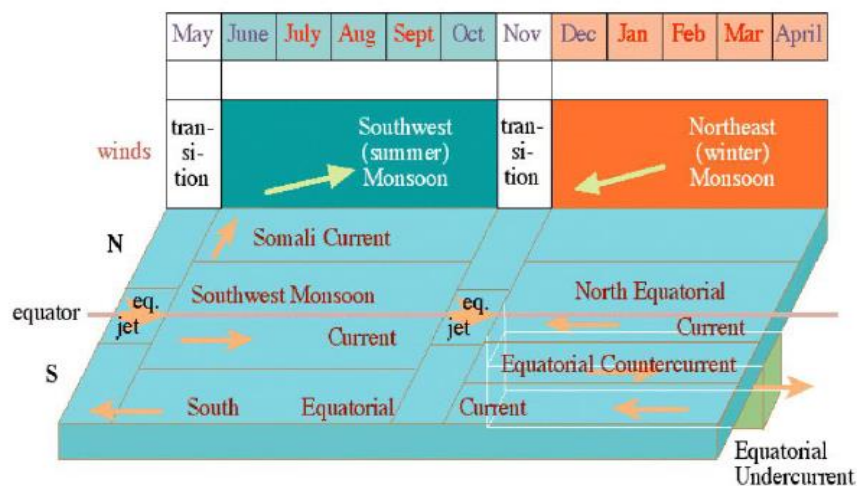 May June July Aug Sept Oct Nov Dec Jan Feb Mar April
winds
tran-
si-
tion
Southwest
(summer)
Monsoon
tran-
si-
tion
Northeast
(winter)
Monsoon
N
Somali Current
Southwest Monsoon
North Equatorial
equator
eq.
jet
eq.
jet
Current
Current
S
Equatorial Countercurrent
South Equatorial Current
Equatorial
Undercurrent